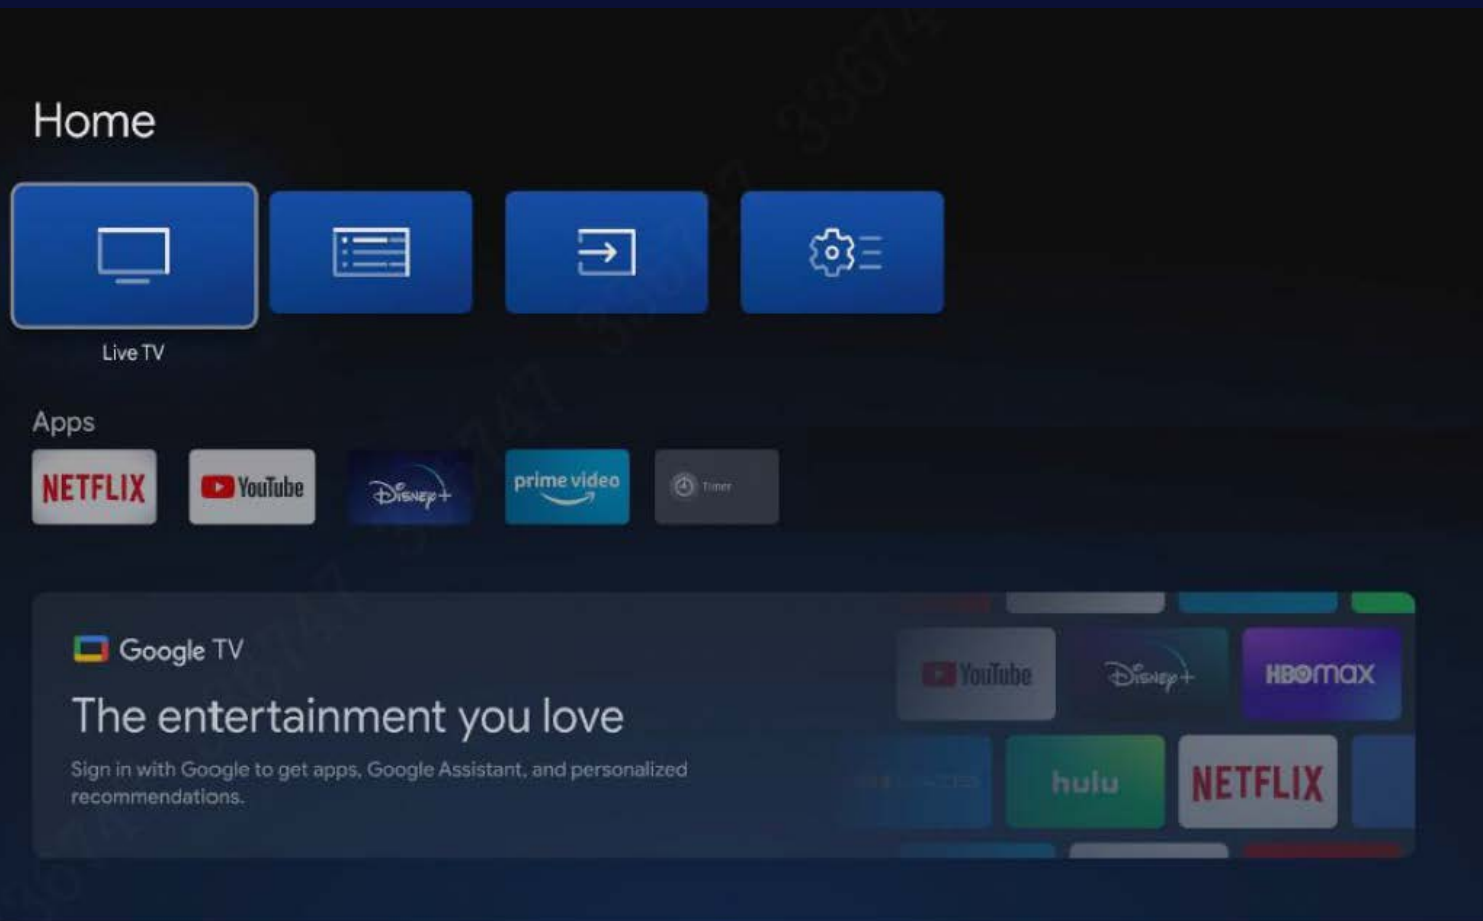 Home
Live TV
Apps
NETFLIX
YouTube
Disney+
prime video
Timer
Google TV
The entertainment you love
Sign in with Google to get apps, Google Assistant, and personalized
recommendations.
YouTube
Disney+
HBOmax
hulu
NETFLIX